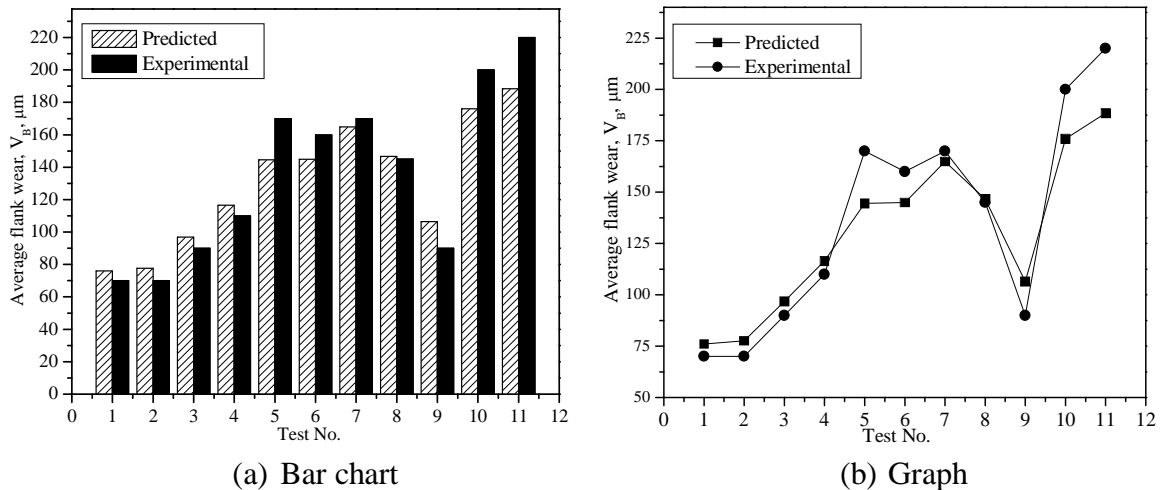 220
200
180
160
140
120
100
80
60
40
20
0
Average flank wear, V_B, μm
Predicted
Experimental
0 1 2 3 4 5 6 7 8 9 10 11 12
Test No.
(a) Bar chart
225
200
175
150
125
100
75
50
Average flank wear, V_B, μm
Predicted
Experimental
0 1 2 3 4 5 6 7 8 9 10 11 12
Test No.
(b) Graph